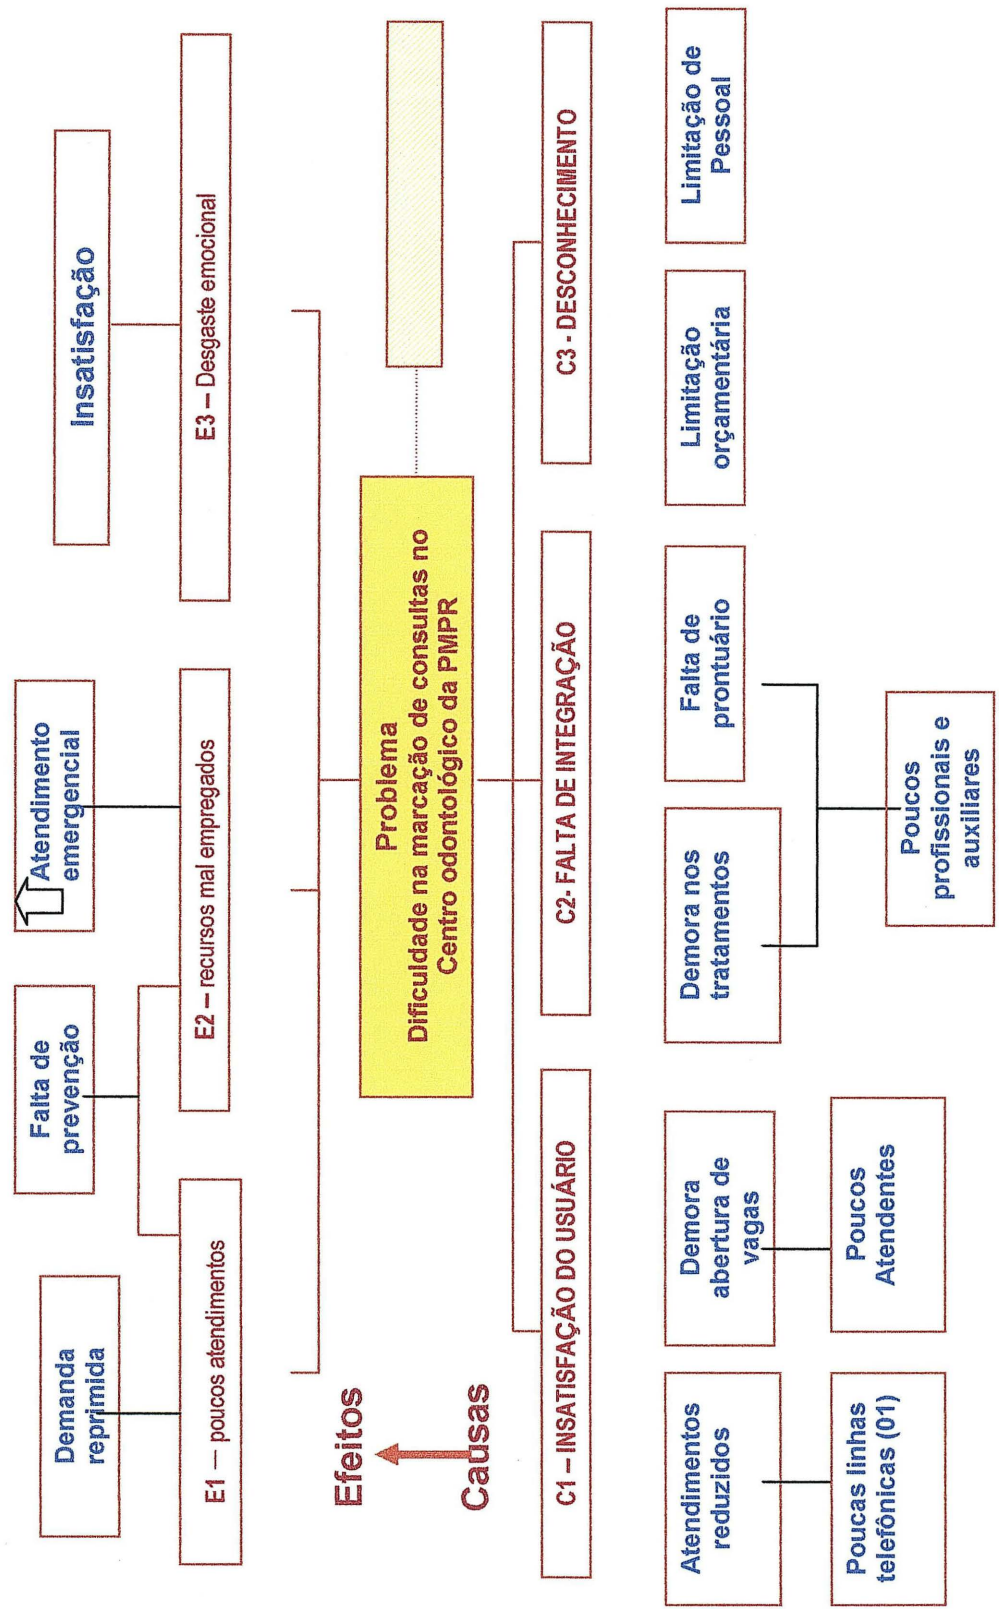 Demanda
reprimida
Falta de
prevenção
Atendimento
emergencial
Insatisfação
E1 – poucos atendimentos
E2 – recursos mal empregados
E3 – Desgaste emocional
Efeitos
Causas
Problema
Dificuldade na marcação de consultas no
Centro odontológico da PMPR
C1 – INSATISFAÇÃO DO USUÁRIO
C2- FALTA DE INTEGRAÇÃO
C3 - DESCONHECIMENTO
Atendimentos
reduzidos
Demora
abertura de
vagas
Demora nos
tratamentos
Falta de
prontuário
Limitação
orçamentária
Limitação de
Pessoal
Poucas linhas
telefônicas (01)
Poucos
Atendentes
Poucos
profissionais e
auxiliares